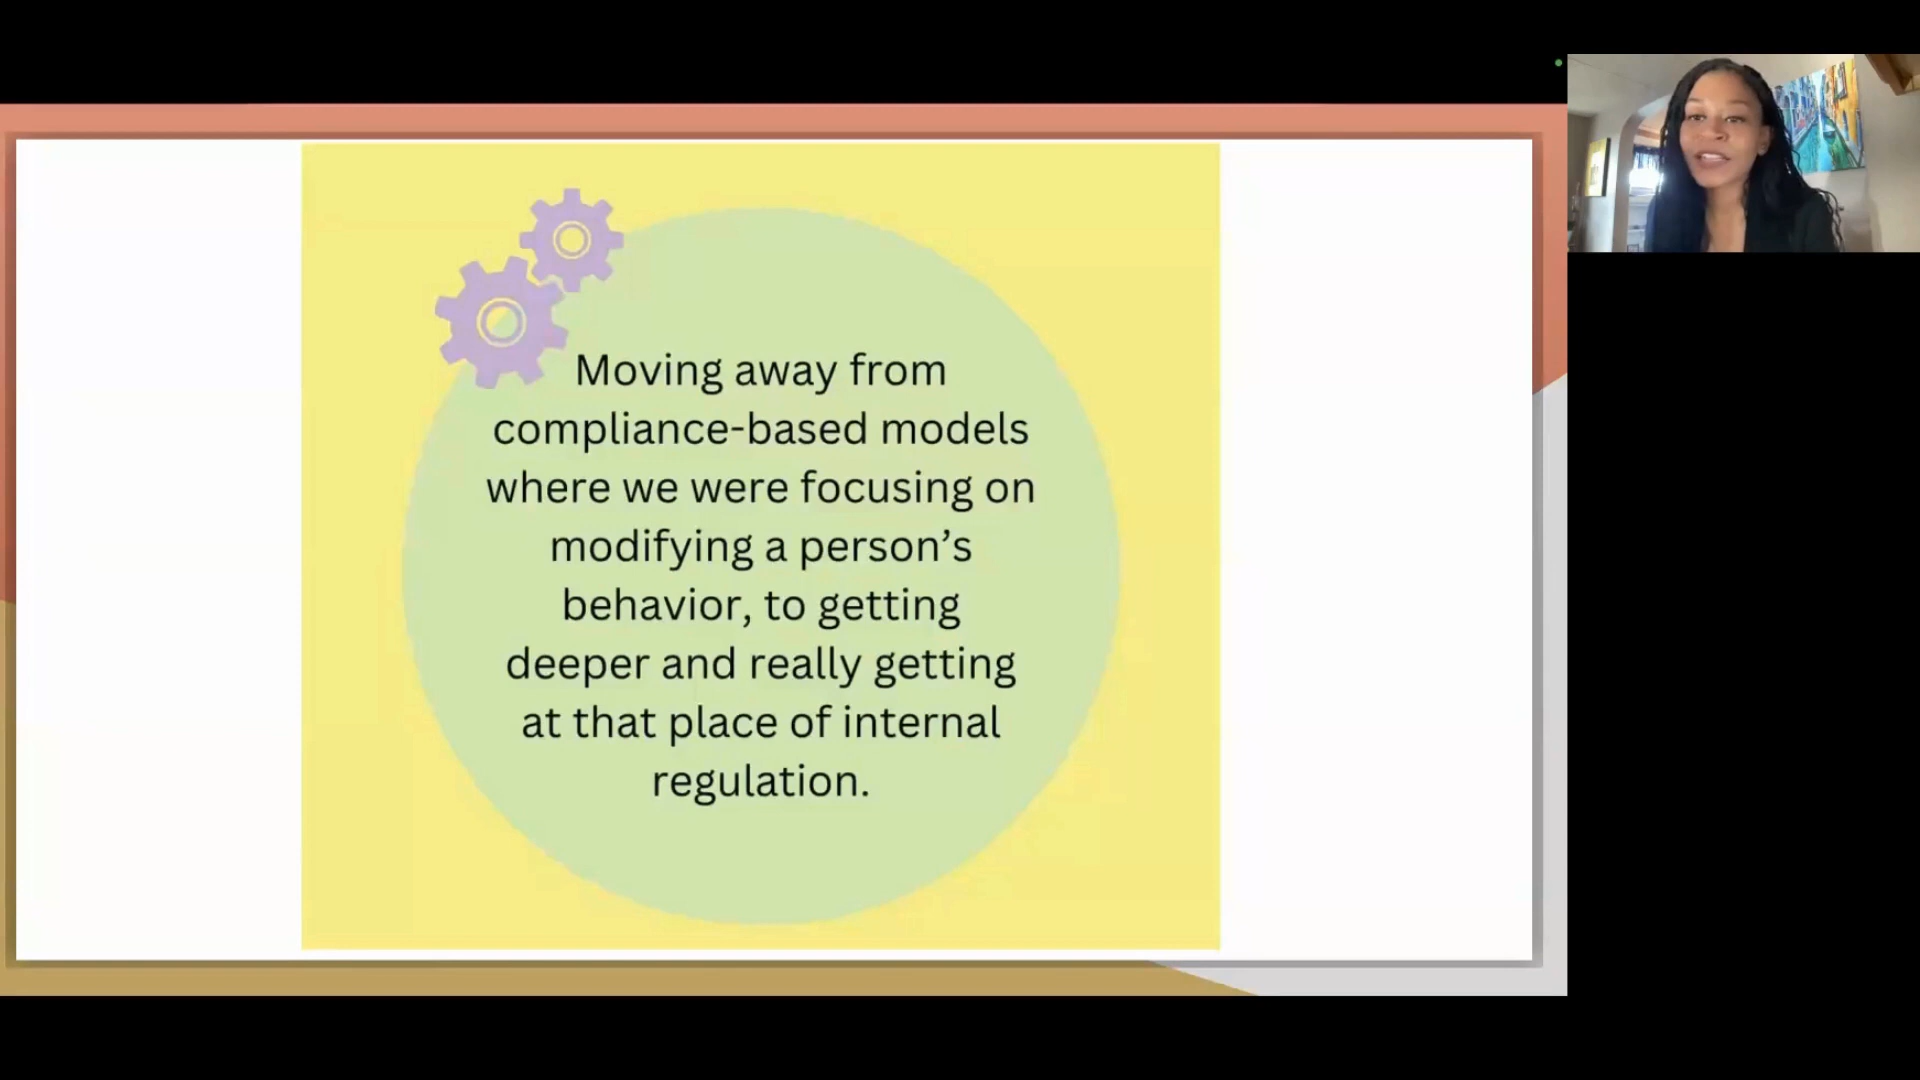 Moving away from
compliance-based models
where we were focusing on
modifying a person’s
behavior, to getting
deeper and really getting
at that place of internal
regulation.